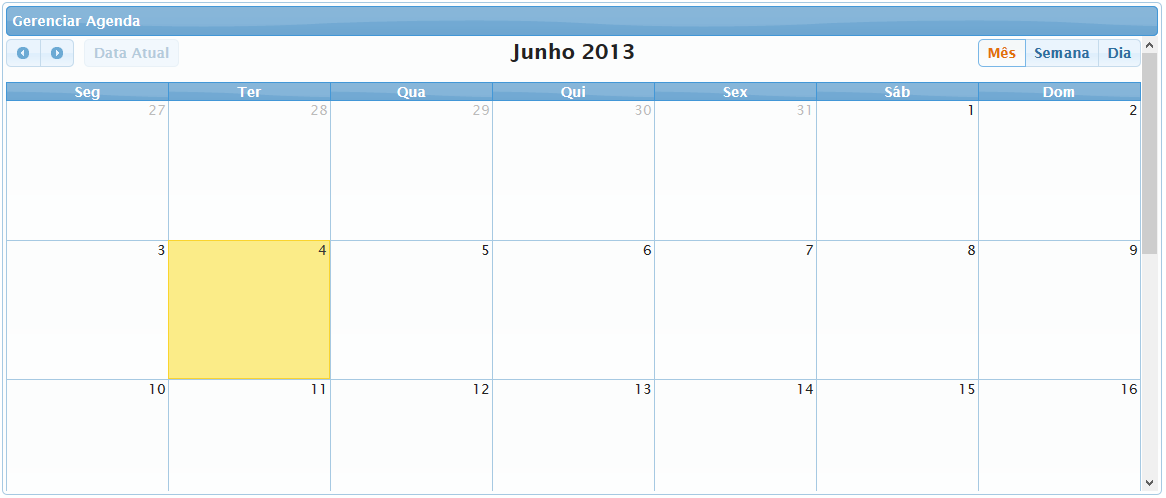 Gerenciar Agenda
Data Atual Junho 2013 Mês Semana Dia
Seg Ter Qua Qui Sex Sáb Dom
27 28 29 30 31 1 2
3 4 5 6 7 8 9
10 11 12 13 14 15 16